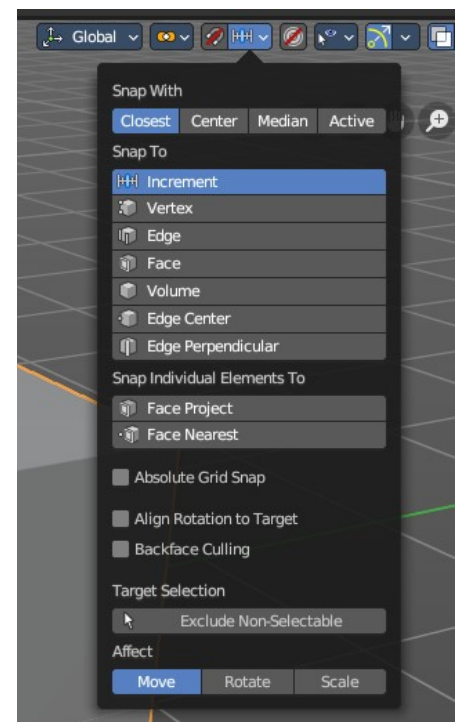 Global
Snap With
Closest Center Median Active
Snap To
Increment
Vertex
Edge
Face
Volume
Edge Center
Edge Perpendicular
Snap Individual Elements To
Face Project
Face Nearest
Absolute Grid Snap
Align Rotation to Target
Backface Culling
Target Selection
Exclude Non-Selectable
Affect
Move Rotate Scale